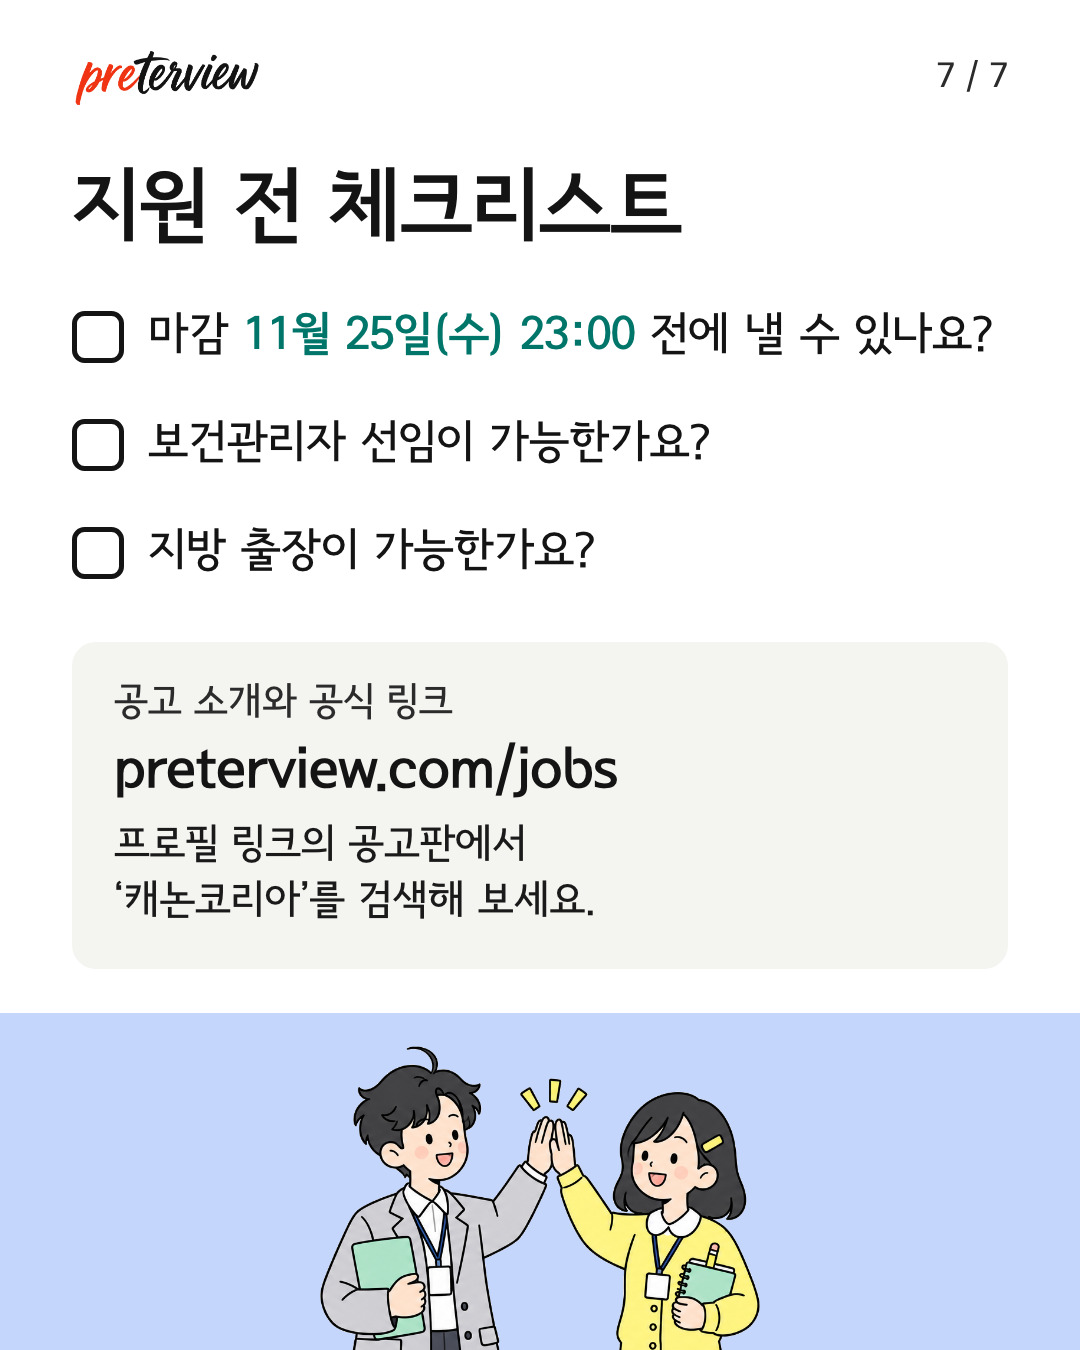 preterview
7 / 7
지원 전 체크리스트
마감 11월 25일(수) 23:00 전에 낼 수 있나요?
보건관리자 선임이 가능한가요?
지방 출장이 가능한가요?
공고 소개와 공식 링크
preterview.com/jobs
프로필 링크의 공고판에서
‘캐논코리아’를 검색해 보세요.